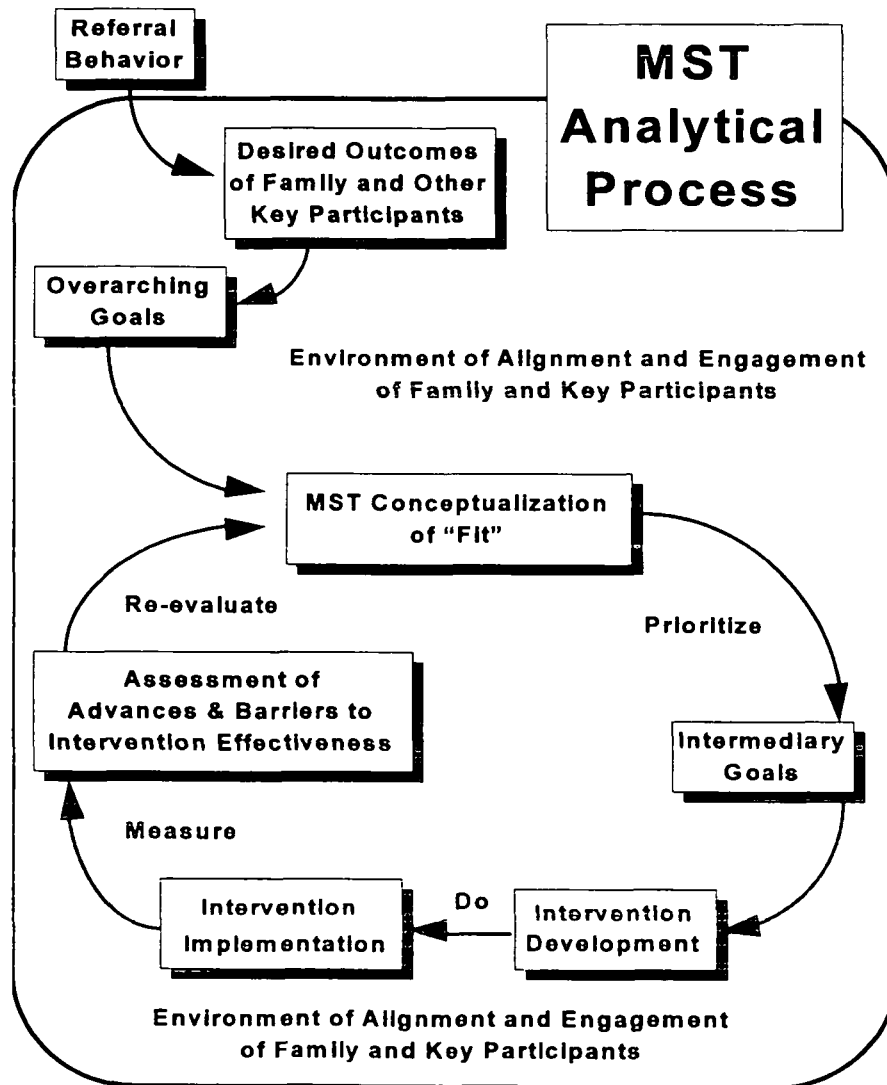 Referral
Behavior
MST
Analytical
Process
Desired Outcomes
of Family and Other
Key Participants
Overarching
Goals
Environment of Alignment and Engagement
of Family and Key Participants
MST Conceptualization
of “Fit”
Re-evaluate
Prioritize
Assessment of
Advances & Barriers to
Intervention Effectiveness
Intermediary
Goals
Measure
Do
Intervention
Implementation
Intervention
Development
Environment of Alignment and Engagement
of Family and Key Participants